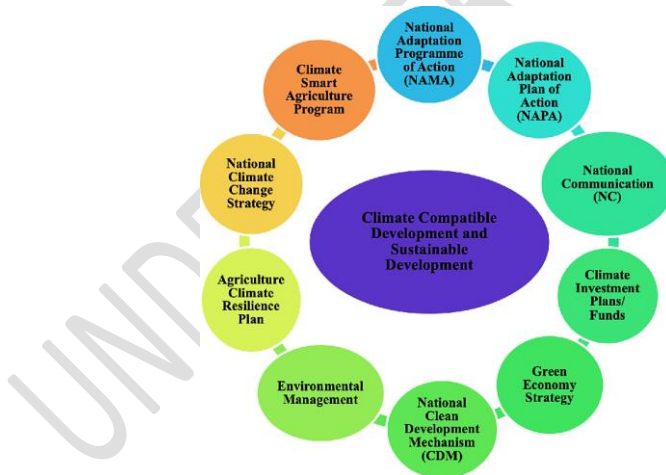 National
Adaptation
Programme
of Action
(NAMA)
National
Adaptation
Plan of
Action
(NAPA)
National
Communication
(NC)
Climate
Investment
Plans/
Funds
Green
Economy
Strategy
National
Clean
Development
Mechanism
(CDM)
Environmental
Management
Agriculture
Climate
Resilience
Plan
National
Climate
Change
Strategy
Climate
Smart
Agriculture
Program
Climate Compatible
Development and
Sustainable
Development